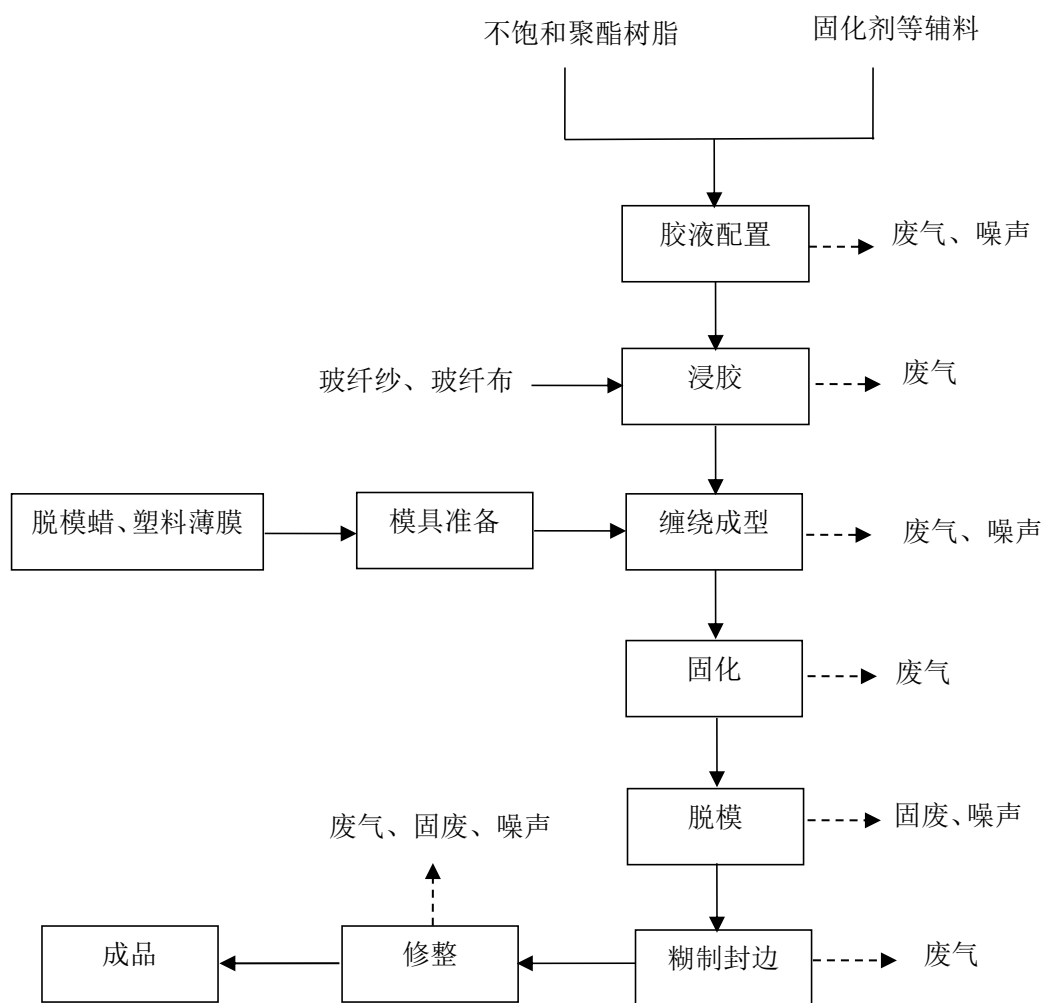 不饱和聚酯树脂
固化剂等辅料
胶液配置
废气、噪声
玻纤纱、玻纤布
浸胶
废气
脱模蜡、塑料薄膜
模具准备
缠绕成型
废气、噪声
固化
废气
脱模
固废、噪声
废气、固废、噪声
成品
修整
糊制封边
废气